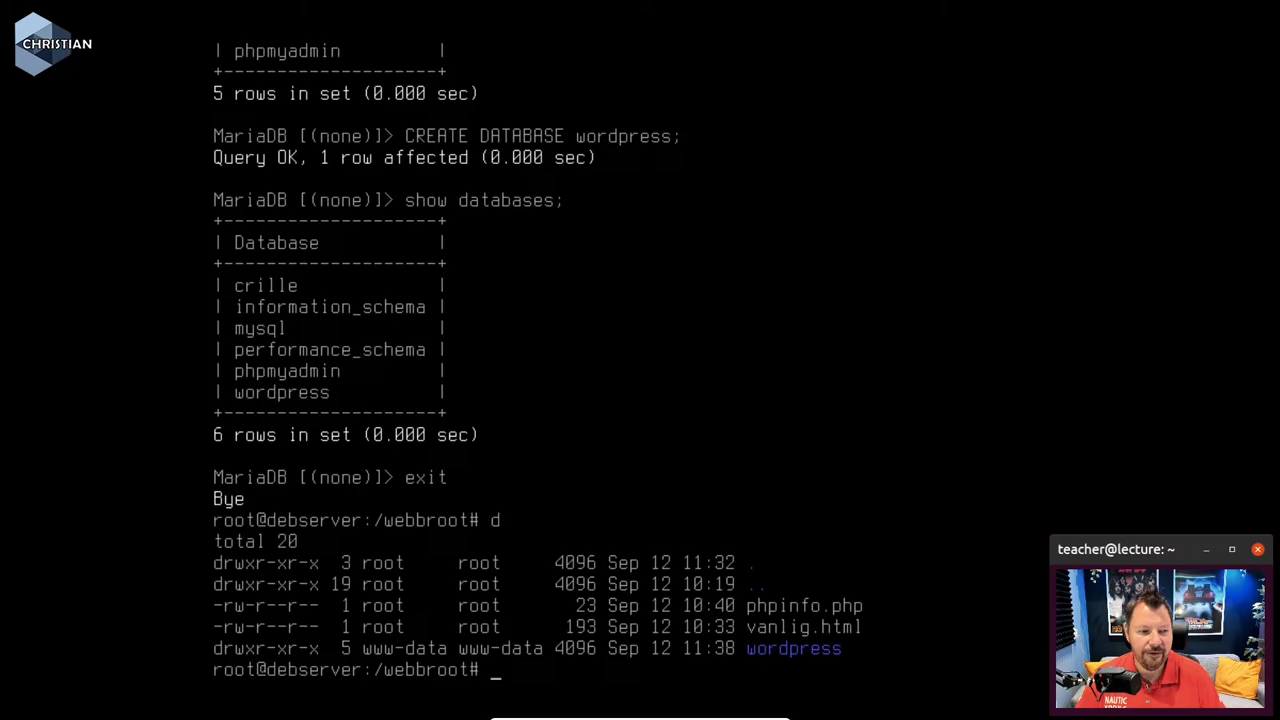 CHRISTIAN
| phpmyadmin         |
+--------------------+
5 rows in set (0.000 sec)
MariaDB [(none)]> CREATE DATABASE wordpress;
Query OK, 1 row affected (0.000 sec)
MariaDB [(none)]> show databases;
+--------------------+
| Database           |
+--------------------+
| crille             |
| information_schema |
| mysql              |
| performance_schema |
| phpmyadmin         |
| wordpress          |
+--------------------+
6 rows in set (0.000 sec)
MariaDB [(none)]> exit
Bye
root@debserver:/webbroot# d
total 20
drwxr-xr-x  3 root     root     4096 Sep 12 11:32 .
drwxr-xr-x 19 root     root     4096 Sep 12 10:19 ..
-rw-r--r--  1 root     root       23 Sep 12 10:40 phpinfo.php
-rw-r--r--  1 root     root      193 Sep 12 10:33 vanlig.html
drwxr-xr-x  5 www-data www-data 4096 Sep 12 11:38 wordpress
root@debserver:/webbroot# _
teacher@lecture: ~